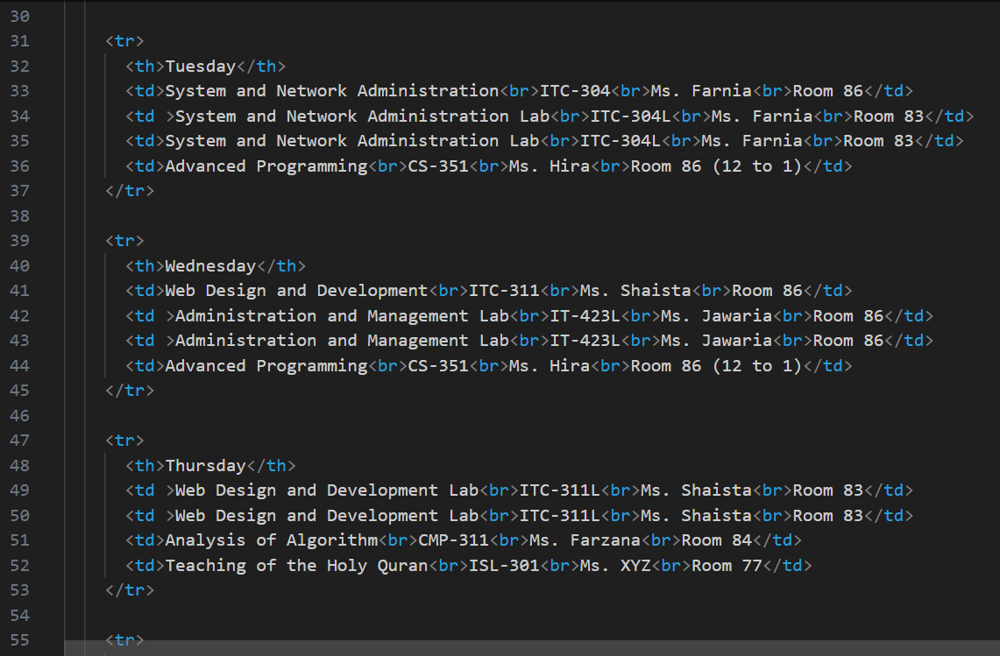 30
31 <tr>
32 <th>Tuesday</th>
33 <td>System and Network Administration<br>ITC-304<br>Ms. Farnia<br>Room 86</td>
34 <td >System and Network Administration Lab<br>ITC-304L<br>Ms. Farnia<br>Room 83</td>
35 <td>System and Network Administration Lab<br>ITC-304L<br>Ms. Farnia<br>Room 83</td>
36 <td>Advanced Programming<br>CS-351<br>Ms. Hira<br>Room 86 (12 to 1)</td>
37 </tr>
38
39 <tr>
40 <th>Wednesday</th>
41 <td>Web Design and Development<br>ITC-311<br>Ms. Shaista<br>Room 86</td>
42 <td >Administration and Management Lab<br>IT-423L<br>Ms. Jawaria<br>Room 86</td>
43 <td >Administration and Management Lab<br>IT-423L<br>Ms. Jawaria<br>Room 86</td>
44 <td>Advanced Programming<br>CS-351<br>Ms. Hira<br>Room 86 (12 to 1)</td>
45 </tr>
46
47 <tr>
48 <th>Thursday</th>
49 <td >Web Design and Development Lab<br>ITC-311L<br>Ms. Shaista<br>Room 83</td>
50 <td >Web Design and Development Lab<br>ITC-311L<br>Ms. Shaista<br>Room 83</td>
51 <td>Analysis of Algorithm<br>CMP-311<br>Ms. Farzana<br>Room 84</td>
52 <td>Teaching of the Holy Quran<br>ISL-301<br>Ms. XYZ<br>Room 77</td>
53 </tr>
54
55 <tr>